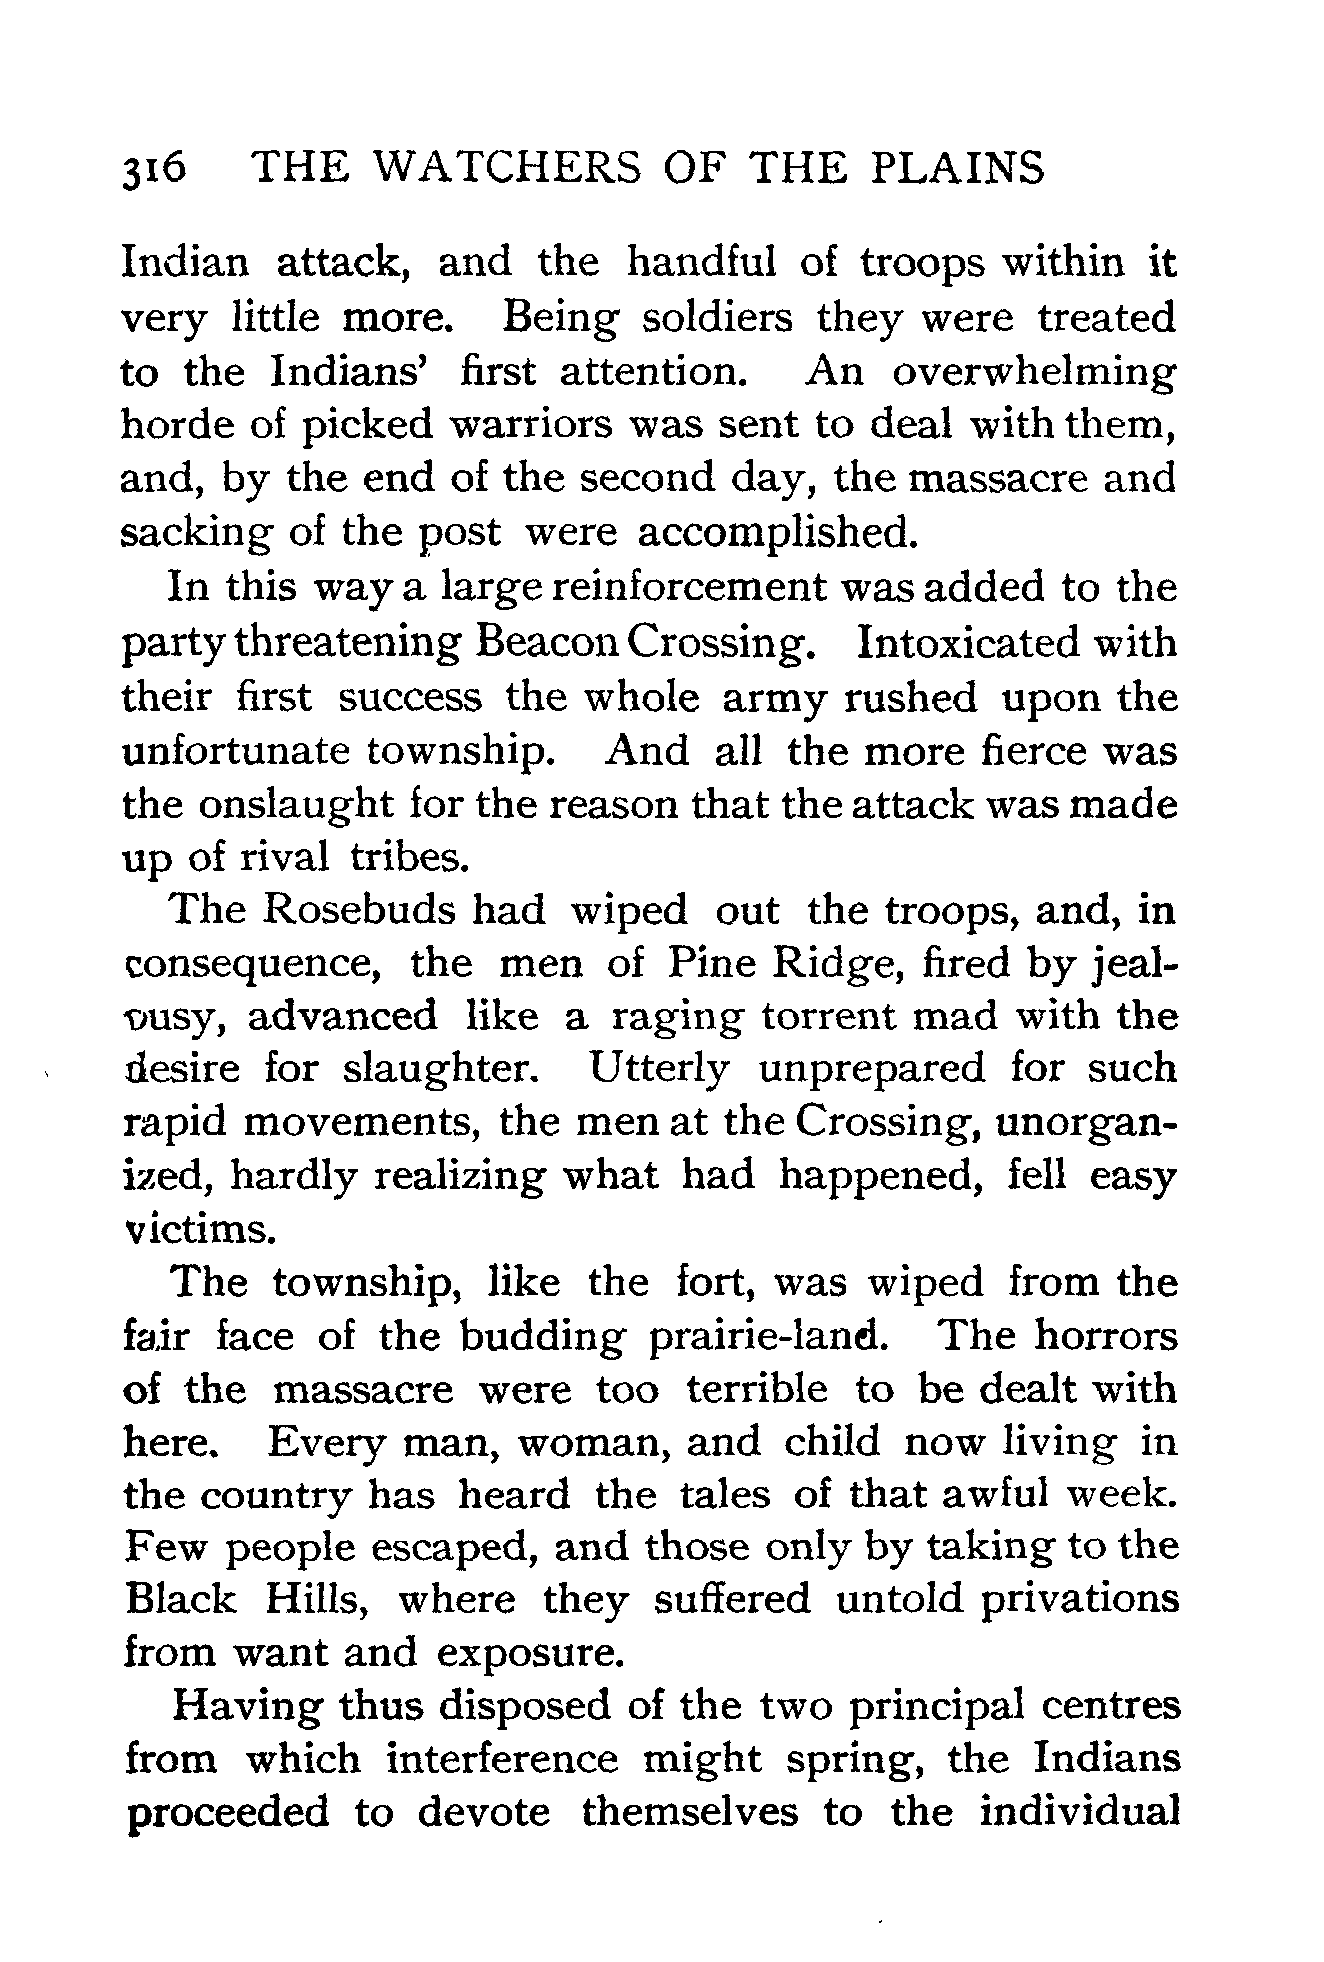 316 THE WATCHERS OF THE PLAINS
Indian attack, and the handful of troops within it
very little more. Being soldiers they were treated
to the Indians' first attention. An overwhelming
horde of picked warriors was sent to deal with them,
and, by the end of the second day, the massacre and
sacking of the post were accomplished.
In this way a large reinforcement was added to the
party threatening Beacon Crossing. Intoxicated with
their first success the whole army rushed upon the
unfortunate township. And all the more fierce was
the onslaught for the reason that the attack was made
up of rival tribes.
The Rosebuds had wiped out the troops, and, in
consequence, the men of Pine Ridge, fired by jeal-
ousy, advanced like a raging torrent mad with the
desire for slaughter. Utterly unprepared for such
rapid movements, the men at the Crossing, unorgan-
ized, hardly realizing what had happened, fell easy
victims.
The township, like the fort, was wiped from the
fair face of the budding prairie-land. The horrors
of the massacre were too terrible to be dealt with
here. Every man, woman, and child now living in
the country has heard the tales of that awful week.
Few people escaped, and those only by taking to the
Black Hills, where they suffered untold privations
from want and exposure.
Having thus disposed of the two principal centres
from which interference might spring, the Indians
proceeded to devote themselves to the individual